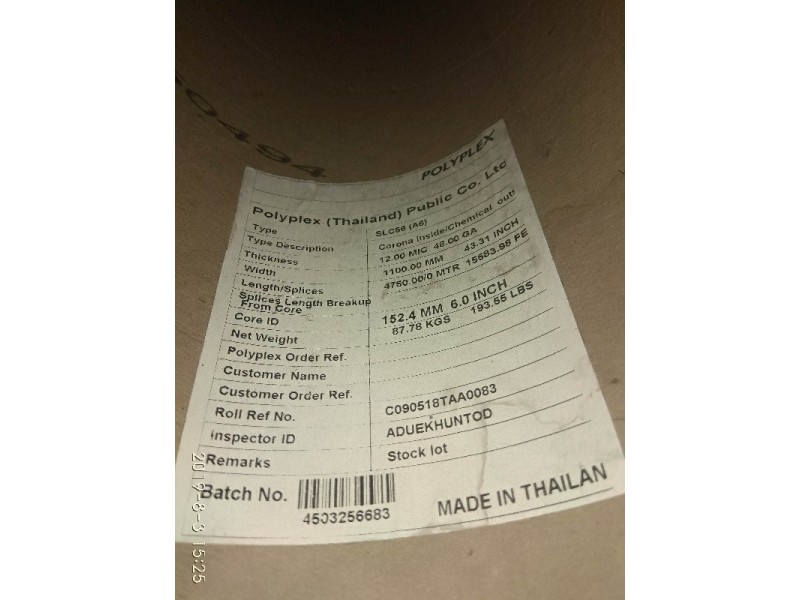 0494
POLYPLEX
Polyplex (Thailand) Public Co. Ltd
Type SLC56 (A6)
Type Description Corona Inside/Chemical out
Thickness 12.00 MIC 48.00 GA
Width 1100.00 MM 43.31 INCH
Length/Splices 4750.00/0 MTR 15583.98 FE
Splices Length Breakup
From Core
Core ID 152.4 MM 6.0 INCH
Net Weight 87.78 KGS 193.55 LBS
Polyplex Order Ref.
Customer Name
Customer Order Ref.
Roll Ref No. C090518TAA0083
Inspector ID ADUEKHUNTOD
Remarks Stock lot
Batch No. 4503256683
MADE IN THAILAN
2019-8-3 15:25